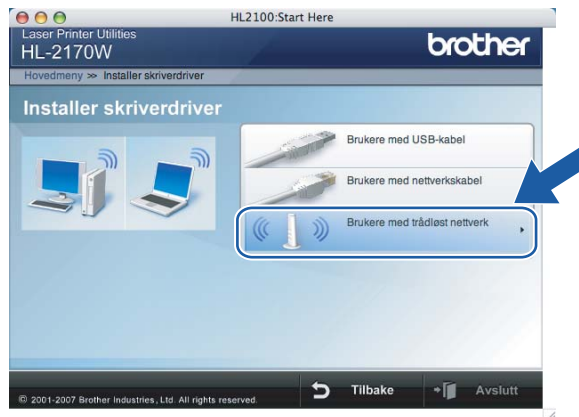 HL2100:Start Here
Laser Printer Utilities
HL-2170W
brother
Hovedmeny >> Installer skriverdriver
Installer skriverdriver
Brukere med USB-kabel
Brukere med nettverkskabel
Brukere med trådløst nettverk
© 2001-2007 Brother Industries, Ltd. All rights reserved.
Tilbake
Avslutt